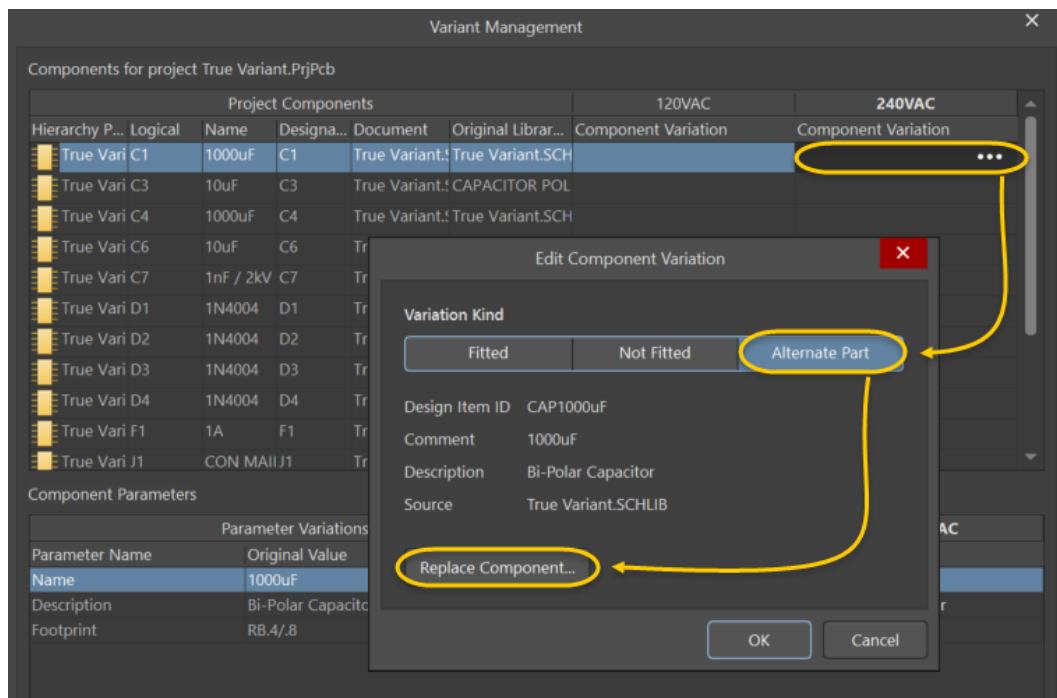 Variant Management
Components for project True Variant.PrjPcb
Project Components 120VAC 240VAC
Hierarchy P... Logical Name Designa... Document Original Librar... Component Variation Component Variation
True Vari C1 1000uF C1 True Variant.S True Variant.SCH •••
True Vari C3 10uF C3 True Variant.S CAPACITOR POL
True Vari C4 1000uF C4 True Variant.S True Variant.SCH
True Vari C6 10uF C6 Tr
True Vari C7 1nF / 2kV C7 Tr
True Vari D1 1N4004 D1 Tr
True Vari D2 1N4004 D2 Tr
True Vari D3 1N4004 D3 Tr
True Vari D4 1N4004 D4 Tr
True Vari F1 1A F1 Tr
True Vari J1 CON MAII J1 Tr
Edit Component Variation
Variation Kind
Fitted Not Fitted Alternate Part
Design Item ID CAP1000uF
Comment 1000uF
Description Bi-Polar Capacitor
Source True Variant.SCHLIB
Replace Component...
OK Cancel
Component Parameters
Parameter Variations AC
Parameter Name Original Value
Name 1000uF
Description Bi-Polar Capacito r
Footprint RB.4/.8